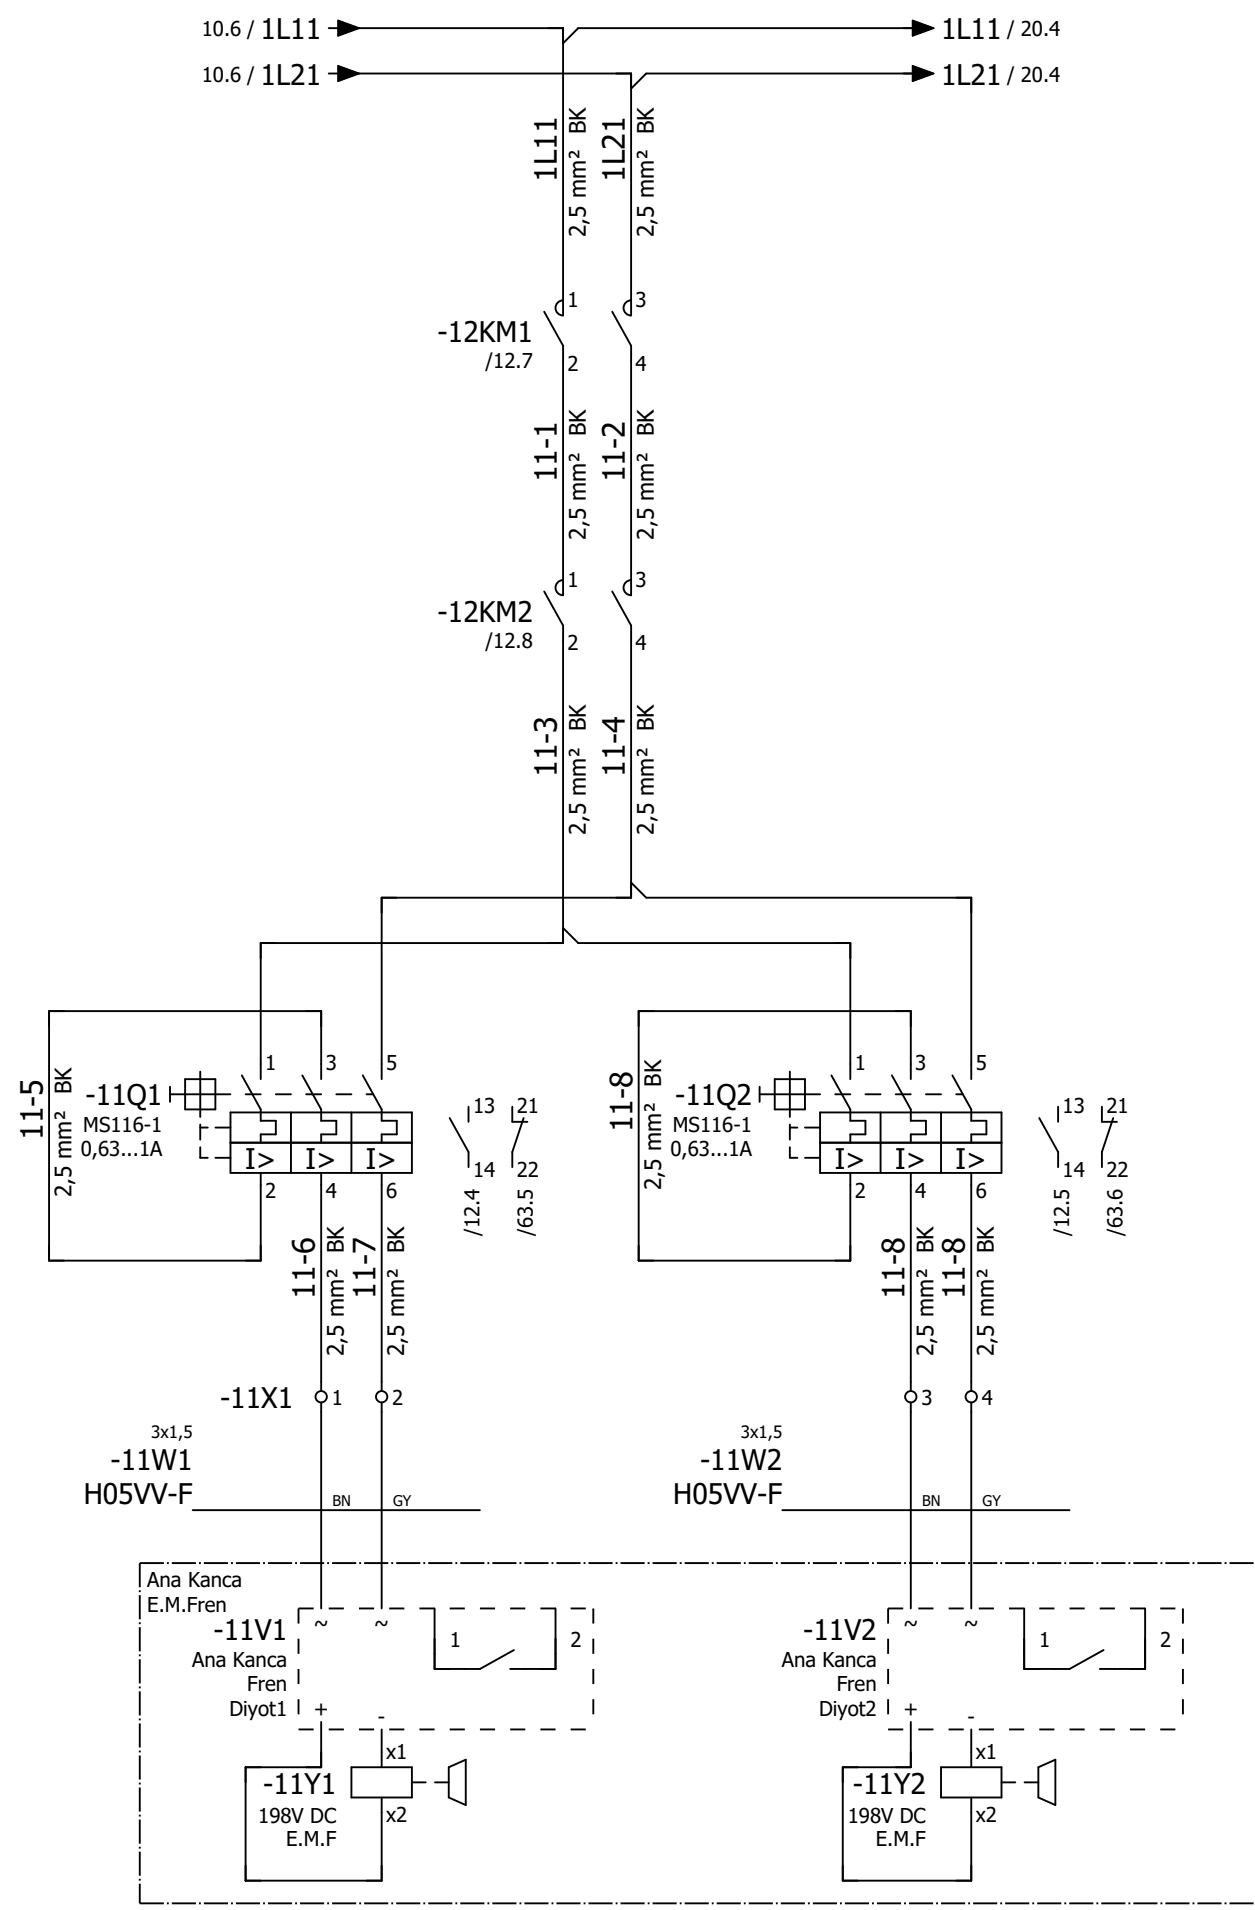 10.6 / 1L11
1L11 / 20.4
10.6 / 1L21
1L21 / 20.4
1L11
2,5 mm² BK
1L21
2,5 mm² BK
1
3
-12KM1
/12.7
2
4
11-1
2,5 mm² BK
11-2
2,5 mm² BK
1
3
-12KM2
/12.8
2
4
11-3
2,5 mm² BK
11-4
2,5 mm² BK
11-5
2,5 mm² BK
-11Q1
MS116-1
0,63...1A
1
3
5
I>
I>
I>
2
4
6
13
14
/12.4
21
22
/63.5
11-8
2,5 mm² BK
-11Q2
MS116-1
0,63...1A
1
3
5
I>
I>
I>
2
4
6
13
14
/12.5
21
22
/63.6
11-6
2,5 mm² BK
11-7
2,5 mm² BK
11-8
2,5 mm² BK
11-8
2,5 mm² BK
-11X1
1
2
3
4
3x1,5
-11W1
H05VV-F
BN
GY
3x1,5
-11W2
H05VV-F
BN
GY
Ana Kanca
E.M.Fren
-11V1
Ana Kanca
Fren
Diyot1
~
~
1
2
+
-
-11V2
Ana Kanca
Fren
Diyot2
~
~
1
2
+
-
-11Y1
198V DC
E.M.F
x1
x2
-11Y2
198V DC
E.M.F
x1
x2